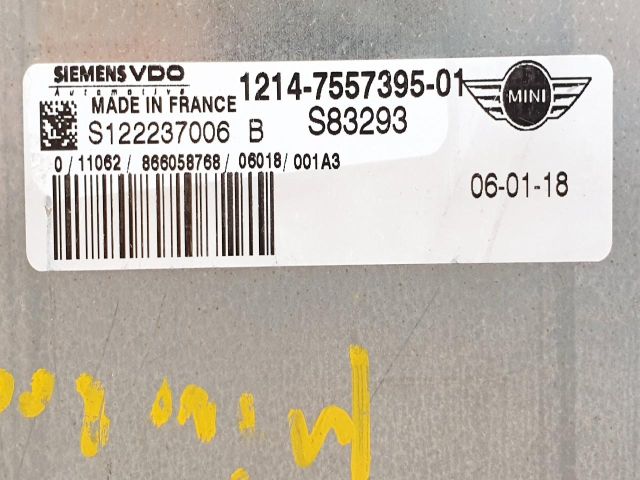 SIEMENS VDO
Automotive
MADE IN FRANCE
1214-7557395-01
MINI
S122237006 B
S83293
0/11062/866058768/06018/001A3
06-01-18